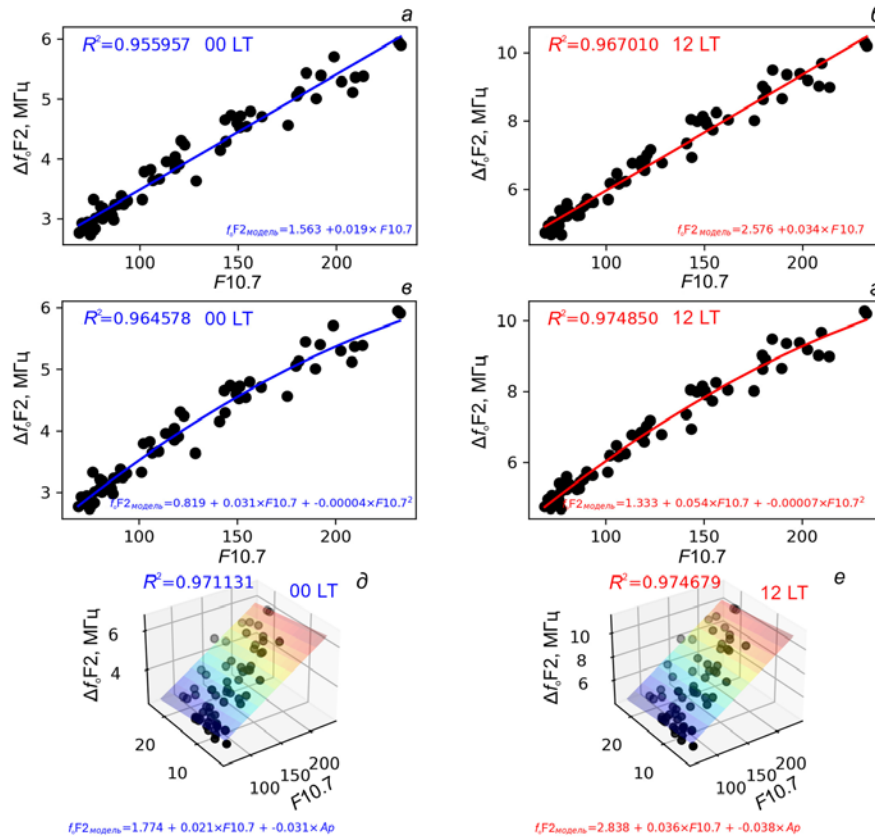 а
R²=0.955957 00 LT
6
5
4
3
ΔfₒF2, МГц
fₒF2модель=1.563 +0.019× F10.7
100 150 200
F10.7
б
R²=0.967010 12 LT
10
8
6
ΔfₒF2, МГц
fₒF2модель=2.576 +0.034× F10.7
100 150 200
F10.7
в
R²=0.964578 00 LT
6
5
4
3
ΔfₒF2, МГц
fₒF2модель=0.819 + 0.031×F10.7 + -0.00004×F10.7²
100 150 200
F10.7
R²=0.974850 12 LT
10
8
6
ΔfₒF2, МГц
F2модель=1.333 + 0.054×F10.7 + -0.00007×F10.7²
100 150 200
F10.7
д
R²=0.971131 00 LT
6
4
ΔfₒF2, МГц
20
10
100 150 200
F10.7
fₒF2модель=1.774 + 0.021×F10.7 + -0.031×Ap
е
R²=0.974679 12 LT
10
8
6
ΔfₒF2, МГц
20
10
100 150 200
F10.7
fₒF2модель=2.838 + 0.036×F10.7 + -0.038×Ap